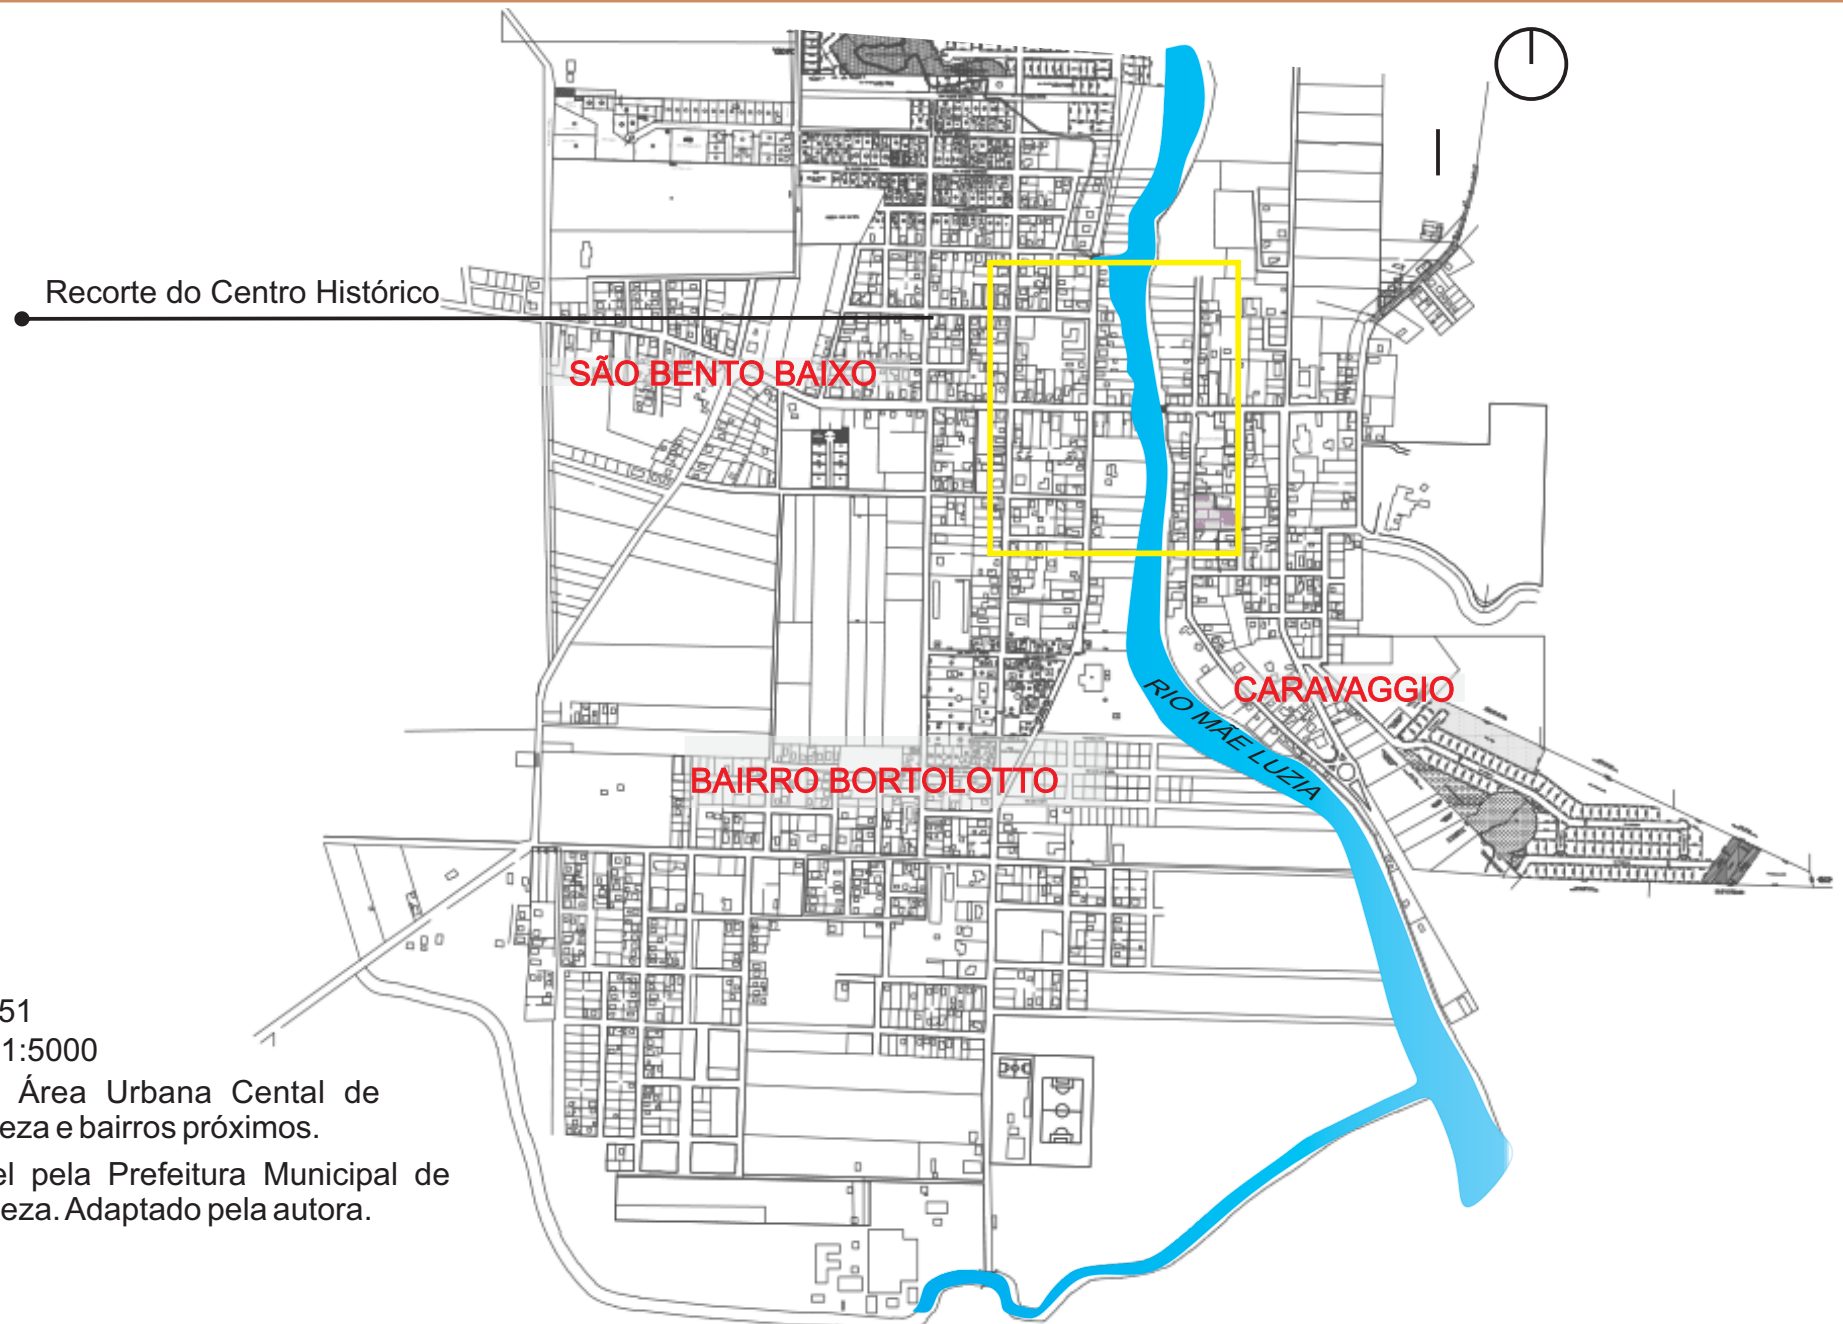 Recorte do Centro Histórico
SÃO BENTO BAIXO
CARAVAGGIO
RIO MÃE LUZIA
BAIRRO BORTOLOTTO
51
1:5000
Área Urbana Cental de
eza e bairros próximos.
el pela Prefeitura Municipal de
eza. Adaptado pela autora.